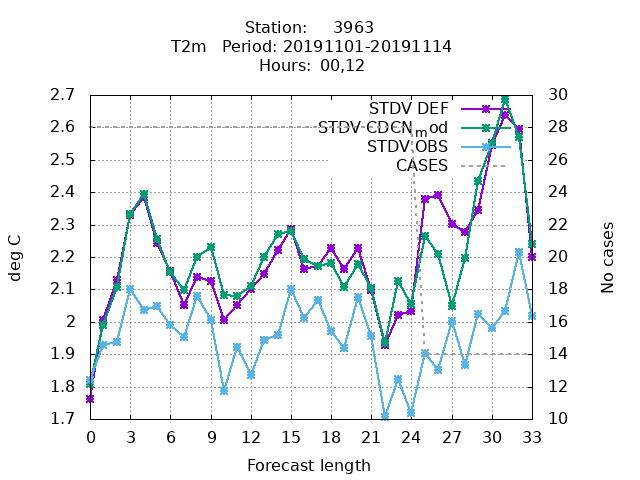 Station: 3963
T2m Period: 20191101-20191114
Hours: 00,12
2.7
2.6
2.5
2.4
2.3
2.2
2.1
2
1.9
1.8
1.7
30
28
26
24
22
20
18
16
14
12
10
STDV DEF
STDV CDCN_mod
STDV OBS
CASES
deg C
No cases
0 3 6 9 12 15 18 21 24 27 30 33
Forecast length